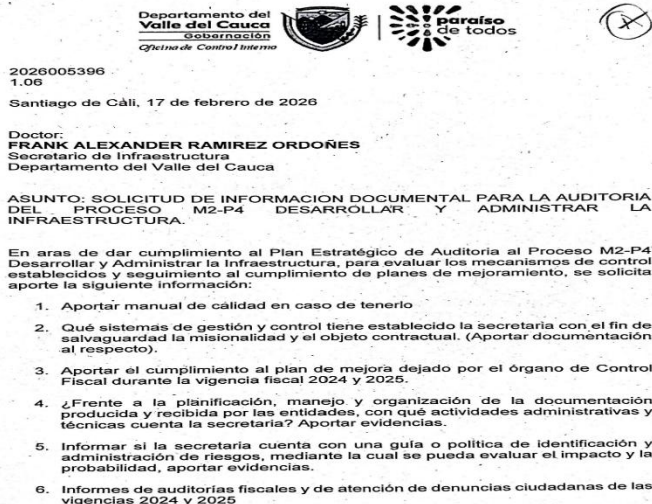 Departamento del
Valle del Cauca
Gobernación
Oficina de Control Interno
paraíso
de todos
2026005396
1.06
Santiago de Cali, 17 de febrero de 2026
Doctor:
FRANK ALEXANDER RAMIREZ ORDOÑES
Secretario de Infraestructura
Departamento del Valle del Cauca
ASUNTO: SOLICITUD DE INFORMACION DOCUMENTAL PARA LA AUDITORIA
DEL PROCESO M2-P4 DESARROLLAR Y ADMINISTRAR LA
INFRAESTRUCTURA.
En aras de dar cumplimiento al Plan Estratégico de Auditoria al Proceso M2-P4
Desarrollar y Administrar la Infraestructura, para evaluar los mecanismos de control
establecidos y seguimiento al cumplimiento de planes de mejoramiento, se solicita
aporte la siguiente información:
1. Aportar manual de calidad en caso de tenerlo
2. Qué sistemas de gestión y control tiene establecido la secretaria con el fin de
salvaguardad la misionalidad y el objeto contractual. (Aportar documentación
al respecto).
3. Aportar el cumplimiento al plan de mejora dejado por el órgano de Control
Fiscal durante la vigencia fiscal 2024 y 2025.
4. ¿Frente a la planificación, manejo y organización de la documentación
producida y recibida por las entidades, con qué actividades administrativas y
técnicas cuenta la secretaria? Aportar evidencias.
5. Informar si la secretaria cuenta con una guía o política de identificación y
administración de riesgos, mediante la cual se pueda evaluar el impacto y la
probabilidad, aportar evidencias.
6. Informes de auditorías fiscales y de atención de denuncias ciudadanas de las
vigencias 2024 y 2025